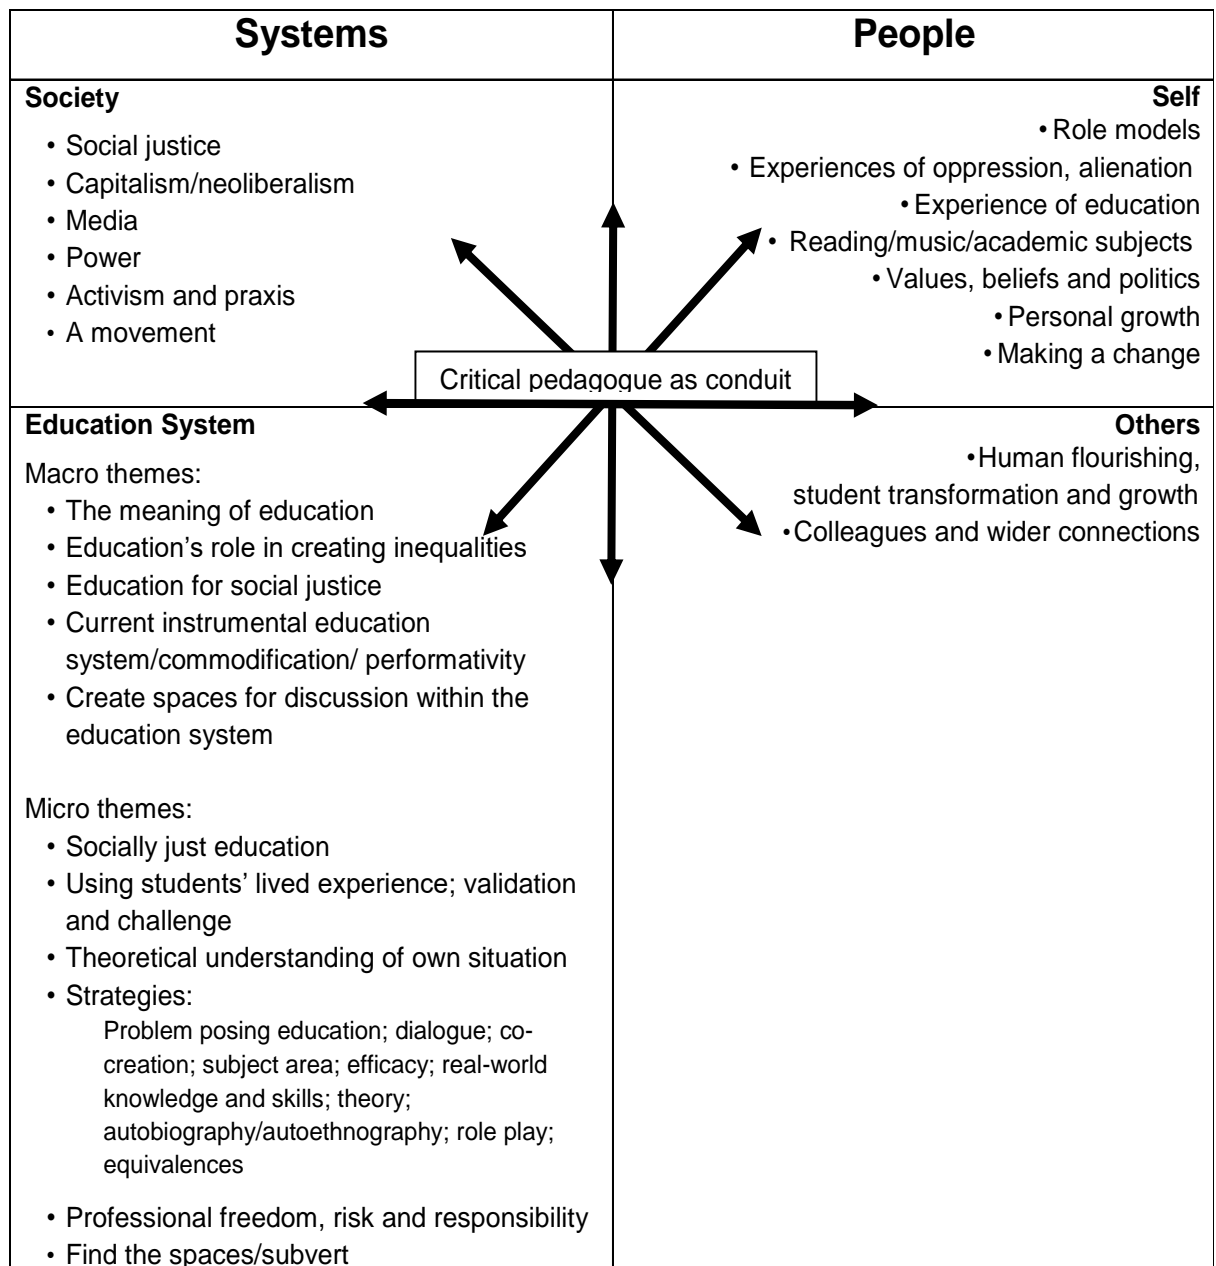 Systems
People
Society
• Social justice
• Capitalism/neoliberalism
• Media
• Power
• Activism and praxis
• A movement
Self
• Role models
• Experiences of oppression, alienation
• Experience of education
• Reading/music/academic subjects
• Values, beliefs and politics
• Personal growth
• Making a change
Critical pedagogue as conduit
Education System
Macro themes:
• The meaning of education
• Education’s role in creating inequalities
• Education for social justice
• Current instrumental education
system/commodification/ performativity
• Create spaces for discussion within the
education system
Micro themes:
• Socially just education
• Using students’ lived experience; validation
and challenge
• Theoretical understanding of own situation
• Strategies:
Problem posing education; dialogue; co-
creation; subject area; efficacy; real-world
knowledge and skills; theory;
autobiography/autoethnography; role play;
equivalences
• Professional freedom, risk and responsibility
• Find the spaces/subvert
Others
• Human flourishing,
student transformation and growth
• Colleagues and wider connections